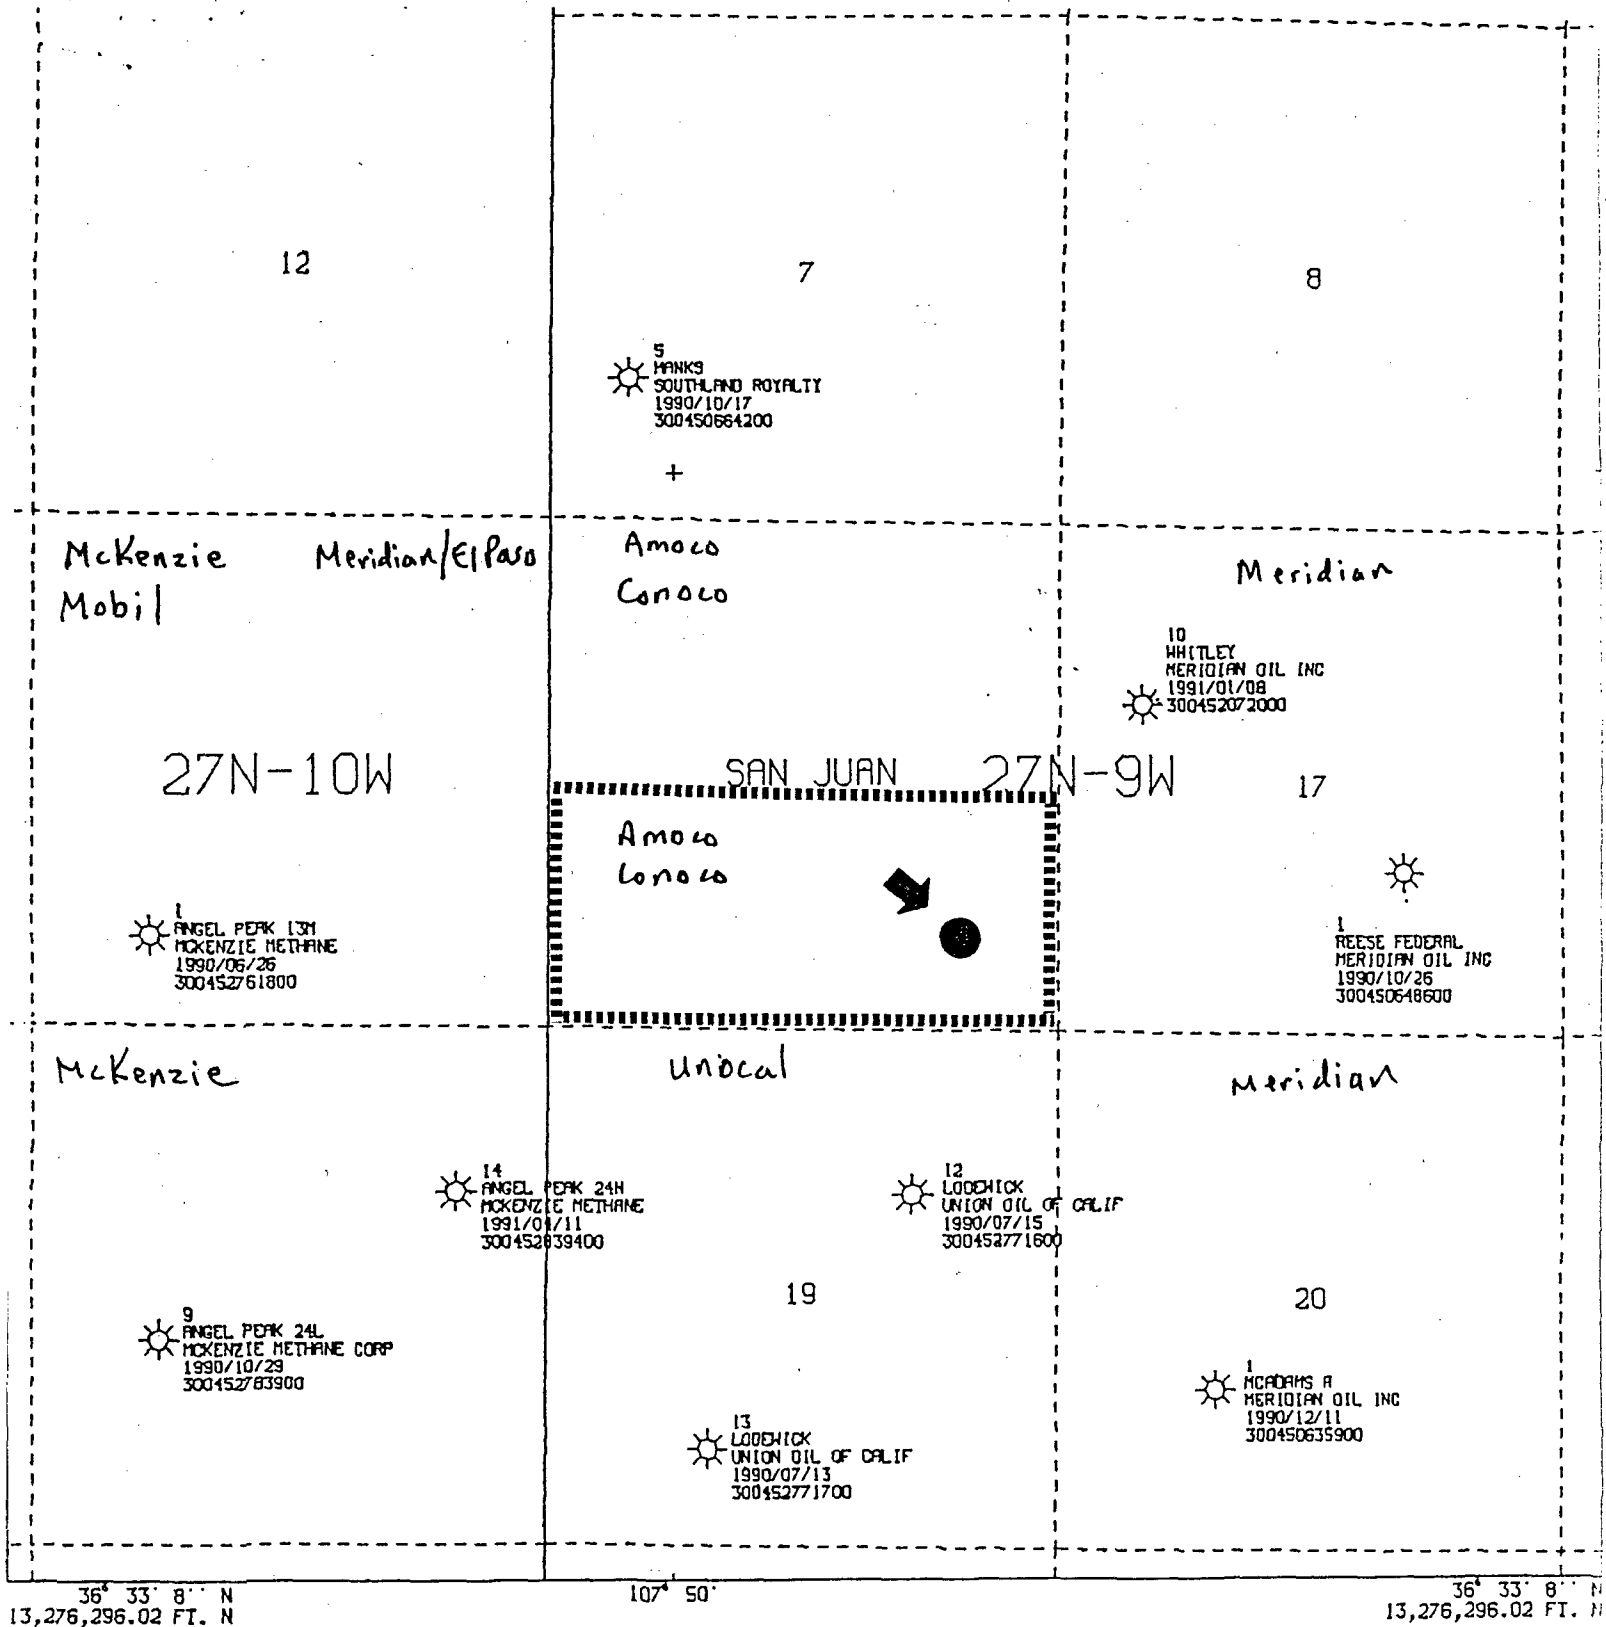 12
7
8
5
HANKS
SOUTHLAND ROYALTY
1990/10/17
300450664200
McKenzie
Mobil
Meridian/El Paso
Amoco
Conoco
Meridian
10
WHITLEY
MERIDIAN OIL INC
1991/01/08
300452072000
27N-10W
SAN JUAN
27N-9W
17
Amoco
Conoco
1
ANGEL PEAK 13M
MCKENZIE METHANE
1990/06/26
300452761800
1
REESE FEDERAL
MERIDIAN OIL INC
1990/10/26
300450648600
McKenzie
Unocal
Meridian
14
ANGEL PEAK 24H
MCKENZIE METHANE
1991/01/11
300452839400
12
LODEWICK
UNION OIL OF CALIF
1990/07/15
300452771600
19
20
9
ANGEL PEAK 24L
MCKENZIE METHANE CORP
1990/10/29
300452783900
1
MCADAMS A
MERIDIAN OIL INC
1990/12/11
300450635900
13
LODEWICK
UNION OIL OF CALIF
1990/07/13
300452771700
36° 33' 8'' N
13,276,296.02 FT. N
107° 50'
36° 33' 8'' N
13,276,296.02 FT. N